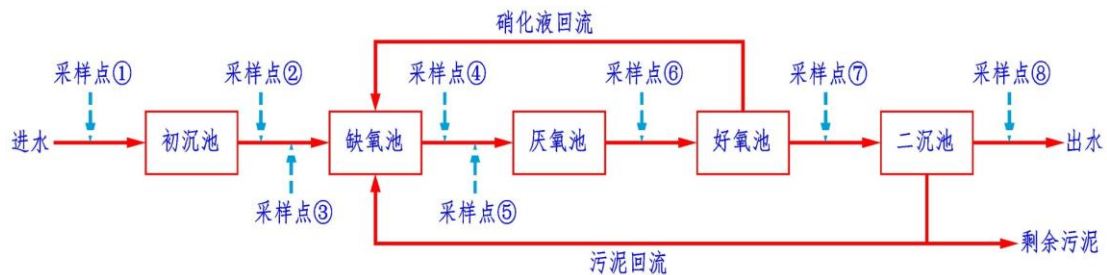 硝化液回流
采样点①
采样点②
采样点④
采样点⑥
采样点⑦
采样点⑧
进水
初沉池
缺氧池
厌氧池
好氧池
二沉池
出水
采样点③
采样点⑤
污泥回流
剩余污泥